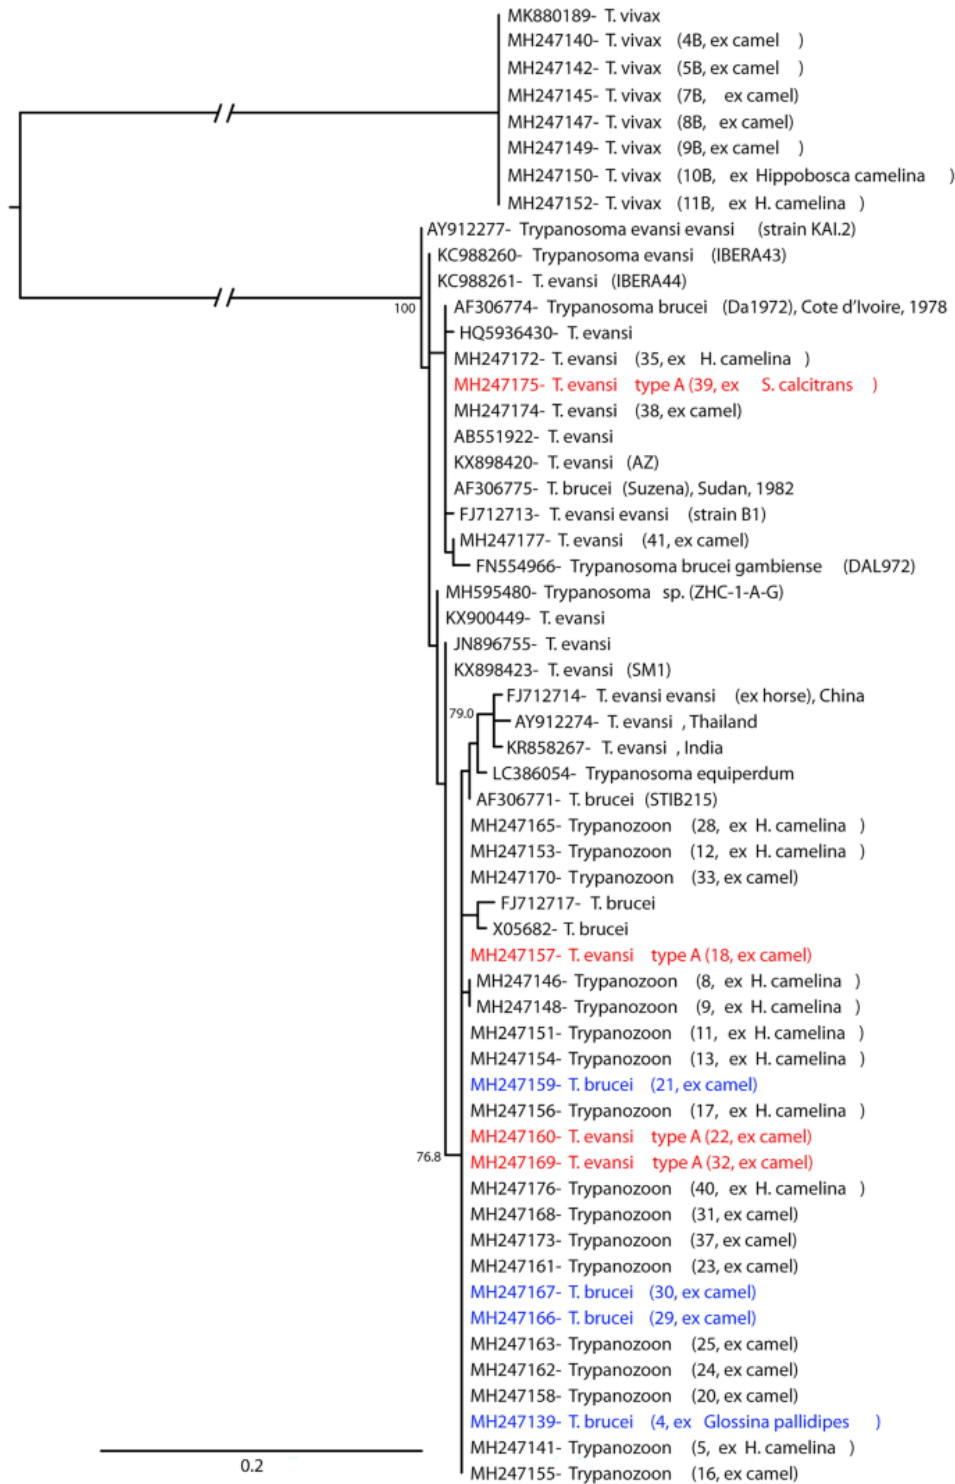 MK880189- T. vivax
MH247140- T. vivax (4B, ex camel )
MH247142- T. vivax (5B, ex camel )
MH247145- T. vivax (7B, ex camel)
MH247147- T. vivax (8B, ex camel)
MH247149- T. vivax (9B, ex camel )
MH247150- T. vivax (10B, ex Hippobosca camelina )
MH247152- T. vivax (11B, ex H. camelina )
AY912277- Trypanosoma evansi evansi (strain KAI.2)
KC988260- Trypanosoma evansi (IBERA43)
KC988261- T. evansi (IBERA44)
100
AF306774- Trypanosoma brucei (Da1972), Cote d'Ivoire, 1978
HQ5936430- T. evansi
MH247172- T. evansi (35, ex H. camelina )
MH247175- T. evansi type A (39, ex S. calcitrans )
MH247174- T. evansi (38, ex camel)
AB551922- T. evansi
KX898420- T. evansi (AZ)
AF306775- T. brucei (Suzena), Sudan, 1982
FJ712713- T. evansi evansi (strain B1)
MH247177- T. evansi (41, ex camel)
FN554966- Trypanosoma brucei gambiense (DAL972)
MH595480- Trypanosoma sp. (ZHC-1-A-G)
KX900449- T. evansi
JN896755- T. evansi
KX898423- T. evansi (SM1)
FJ712714- T. evansi evansi (ex horse), China
79.0
AY912274- T. evansi , Thailand
KR858267- T. evansi , India
LC386054- Trypanosoma equiperdum
AF306771- T. brucei (STIB215)
MH247165- Trypanozoon (28, ex H. camelina )
MH247153- Trypanozoon (12, ex H. camelina )
MH247170- Trypanozoon (33, ex camel)
FJ712717- T. brucei
X05682- T. brucei
MH247157- T. evansi type A (18, ex camel)
MH247146- Trypanozoon (8, ex H. camelina )
MH247148- Trypanozoon (9, ex H. camelina )
MH247151- Trypanozoon (11, ex H. camelina )
MH247154- Trypanozoon (13, ex H. camelina )
MH247159- T. brucei (21, ex camel)
MH247156- Trypanozoon (17, ex H. camelina )
MH247160- T. evansi type A (22, ex camel)
76.8
MH247169- T. evansi type A (32, ex camel)
MH247176- Trypanozoon (40, ex H. camelina )
MH247168- Trypanozoon (31, ex camel)
MH247173- Trypanozoon (37, ex camel)
MH247161- Trypanozoon (23, ex camel)
MH247167- T. brucei (30, ex camel)
MH247166- T. brucei (29, ex camel)
MH247163- Trypanozoon (25, ex camel)
MH247162- Trypanozoon (24, ex camel)
MH247158- Trypanozoon (20, ex camel)
MH247139- T. brucei (4, ex Glossina pallidipes )
MH247141- Trypanozoon (5, ex H. camelina )
MH247155- Trypanozoon (16, ex camel)
0.2